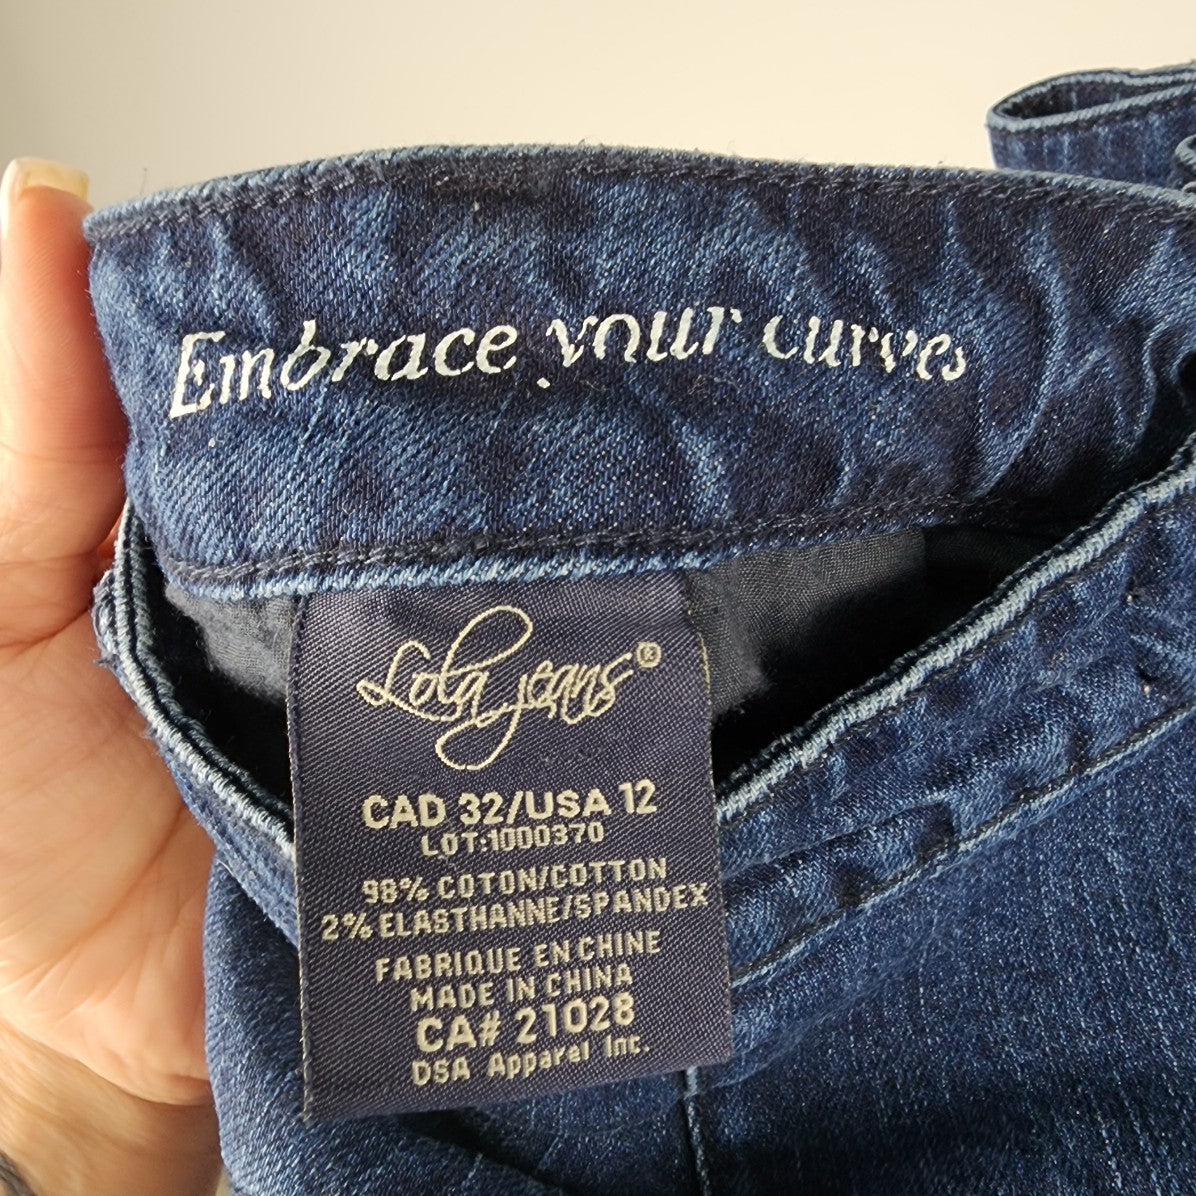 Embrace your curves
Lola jeans®
CAD 32/USA 12
LOT:1000370
98% COTON/COTTON
2% ELASTHANNE/SPANDEX
FABRIQUE EN CHINE
MADE IN CHINA
CA# 21028
DSA Apparel Inc.